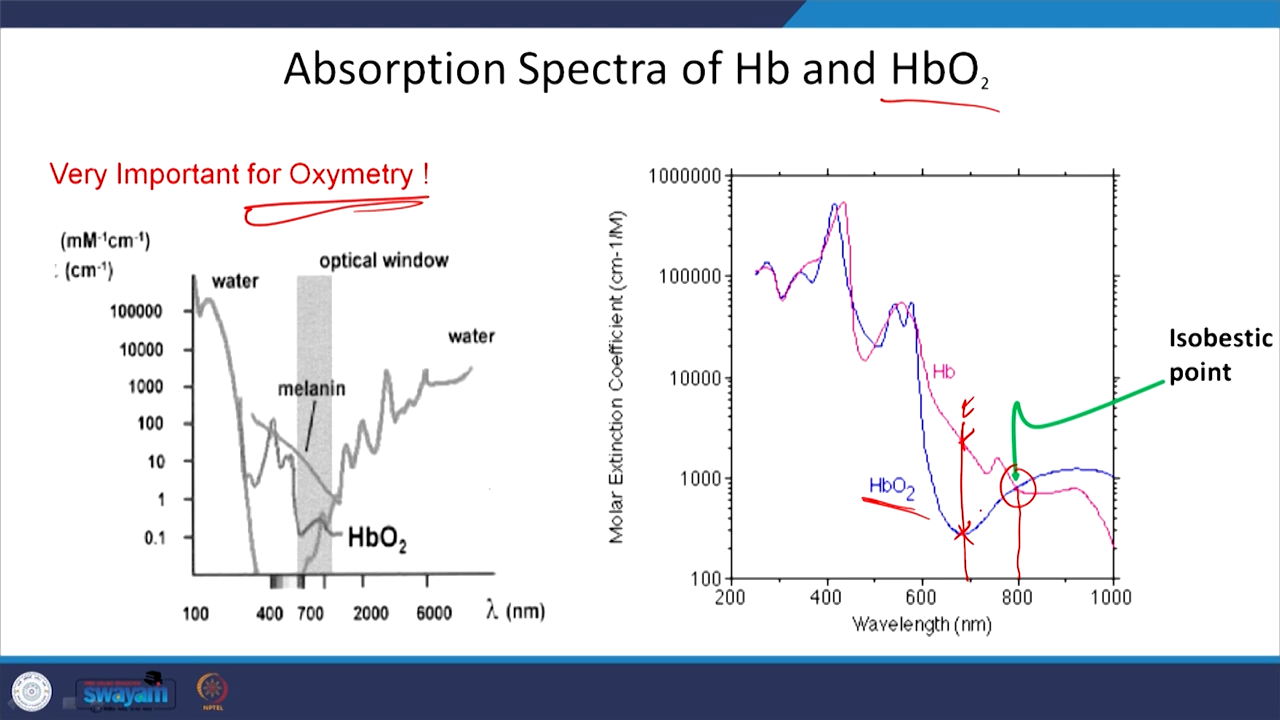 Absorption Spectra of Hb and HbO₂
Very Important for Oxymetry !
(mM⁻¹cm⁻¹)
: (cm⁻¹)
optical window
water
water
melanin
HbO₂
100000
10000
1000
100
10
1
0.1
100 400 700 2000 6000 λ (nm)
Molar Extinction Coefficient (cm-1/M)
1000000
100000
10000
1000
100
Hb
HbO₂
200 400 600 800 1000
Wavelength (nm)
Isobestic
point
swayam
NPTEL